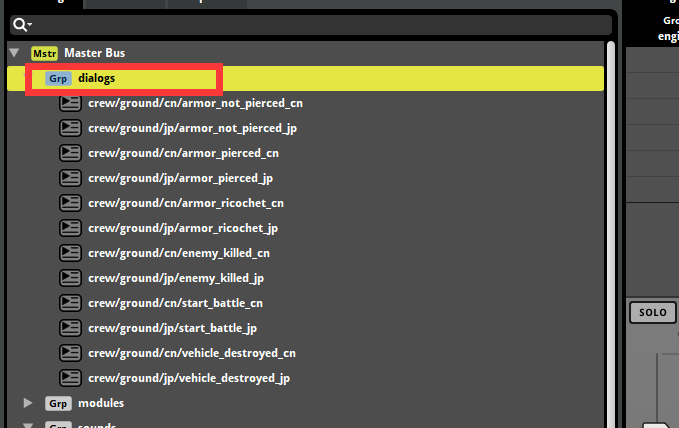 Gro
engi
Mstr Master Bus
Grp dialogs
crew/ground/cn/armor_not_pierced_cn
crew/ground/jp/armor_not_pierced_jp
crew/ground/cn/armor_pierced_cn
crew/ground/jp/armor_pierced_jp
crew/ground/cn/armor_ricochet_cn
crew/ground/jp/armor_ricochet_jp
crew/ground/cn/enemy_killed_cn
crew/ground/jp/enemy_killed_jp
crew/ground/cn/start_battle_cn
crew/ground/jp/start_battle_jp
SOLO
crew/ground/cn/vehicle_destroyed_cn
crew/ground/jp/vehicle_destroyed_jp
Grp modules
Grp sounds